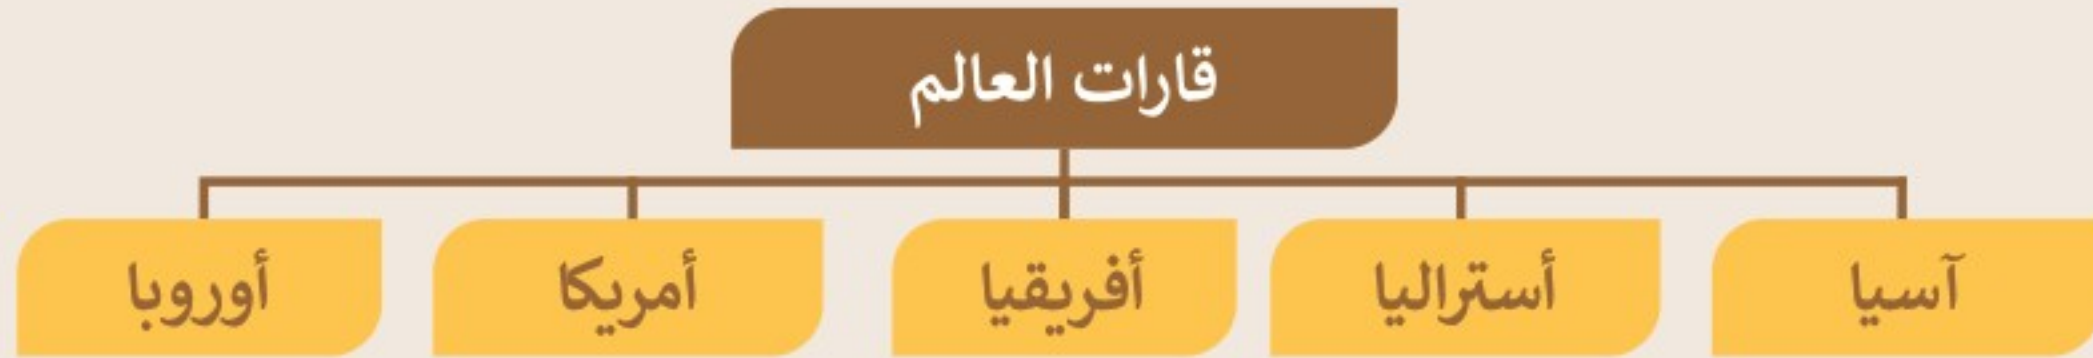 قارات العالم
آسيا
أستراليا
أفريقيا
أمريكا
أوروبا